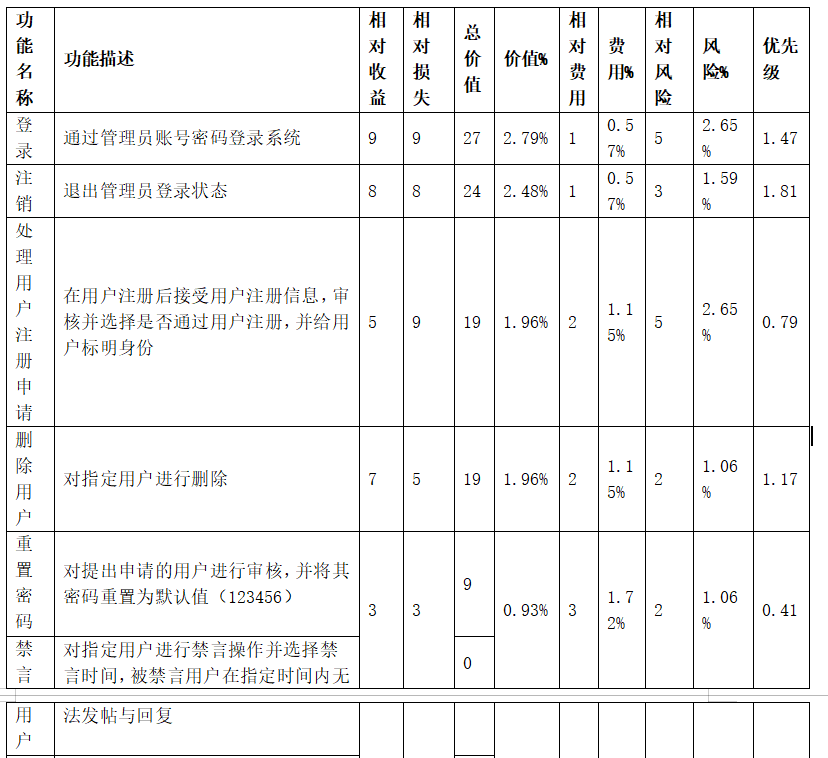 功能名称 功能描述 相对收益 相对损失 总价值 价值% 相对费用 费用% 相对风险 风险% 优先级
登录 通过管理员账号密码登录系统 9 9 27 2.79% 1 0.57% 5 2.65% 1.47
注销 退出管理员登录状态 8 8 24 2.48% 1 0.57% 3 1.59% 1.81
处理用户注册申请 在用户注册后接受用户注册信息，审核并选择是否通过用户注册，并给用户标明身份 5 9 19 1.96% 2 1.15% 5 2.65% 0.79
删除用户 对指定用户进行删除 7 5 19 1.96% 2 1.15% 2 1.06% 1.17
重置密码 对提出申请的用户进行审核，并将其密码重置为默认值（123456） 3 3 9 0.93% 3 1.72% 2 1.06% 0.41
禁言 对指定用户进行禁言操作并选择禁言时间，被禁言用户在指定时间内无 0
用户 法发帖与回复